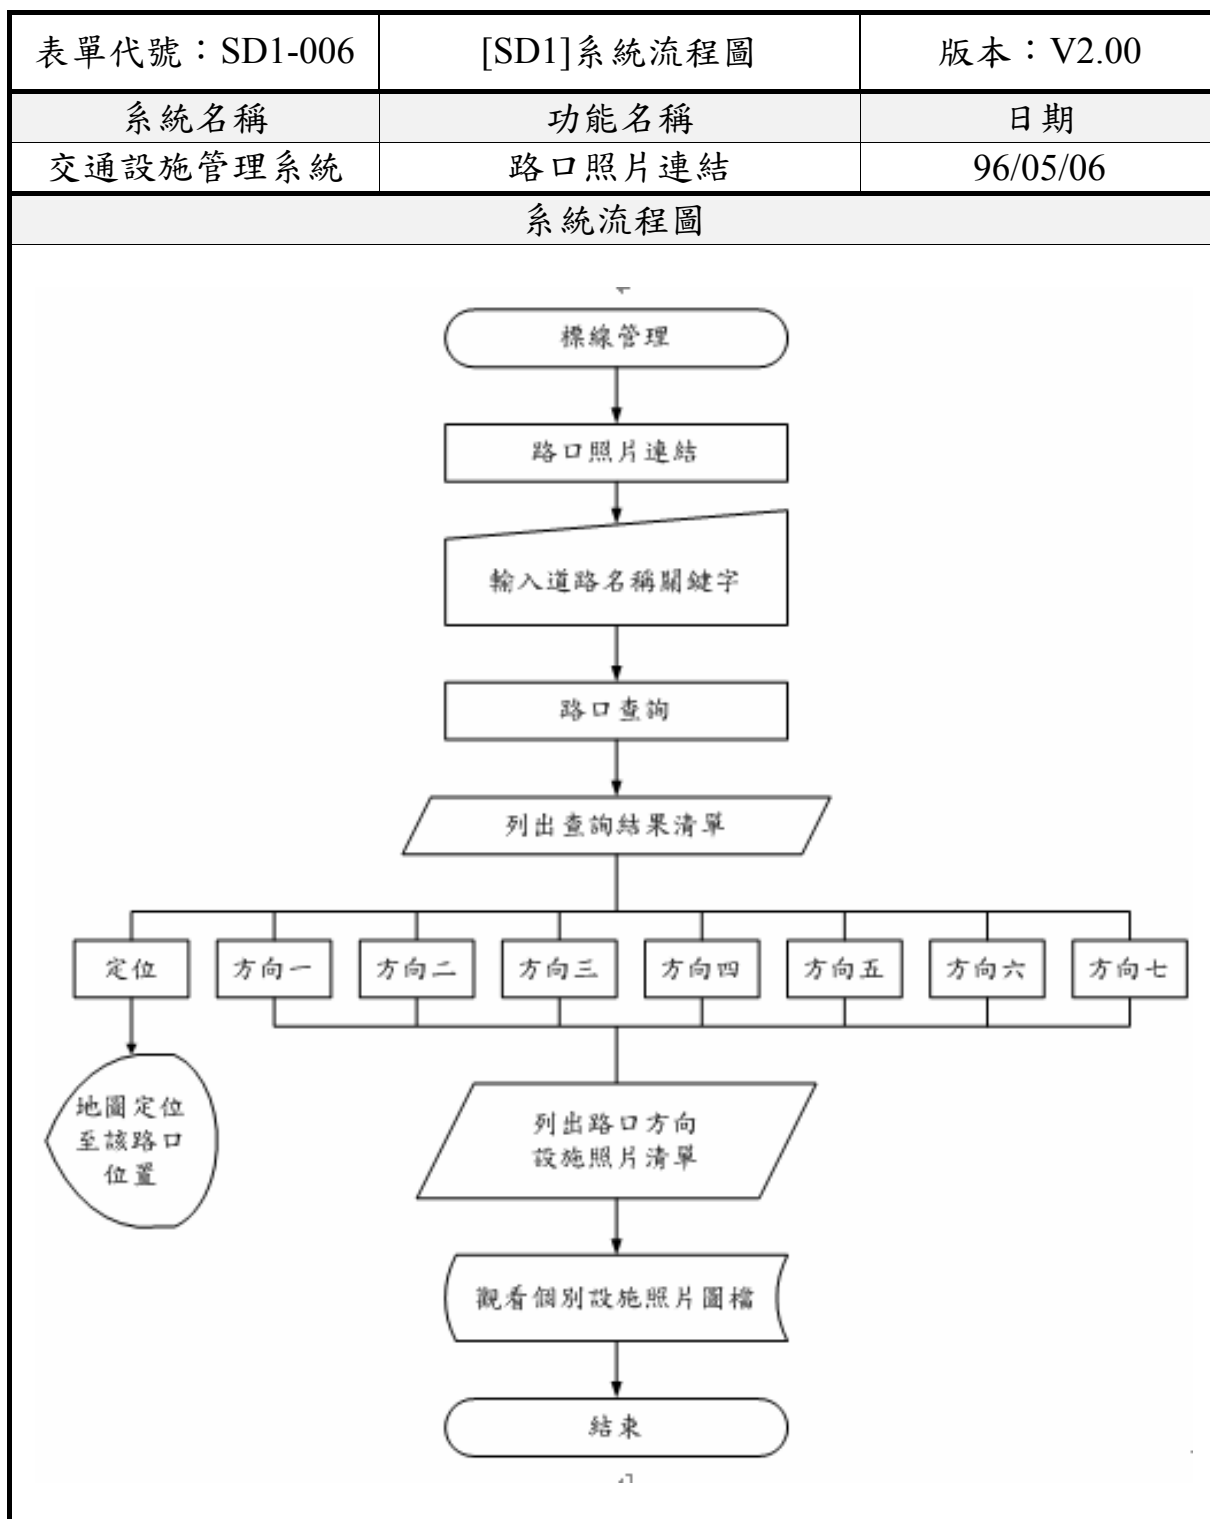 表單代號：SD1-006
[SD1]系統流程圖
版本：V2.00
系統名稱
功能名稱
日期
交通設施管理系統
路口照片連結
96/05/06
系統流程圖
標線管理
路口照片連結
輸入道路名稱關鍵字
路口查詢
列出查詢結果清單
定位
方向一
方向二
方向三
方向四
方向五
方向六
方向七
地圖定位
至該路口
位置
列出路口方向
設施照片清單
觀看個別設施照片圖檔
結束